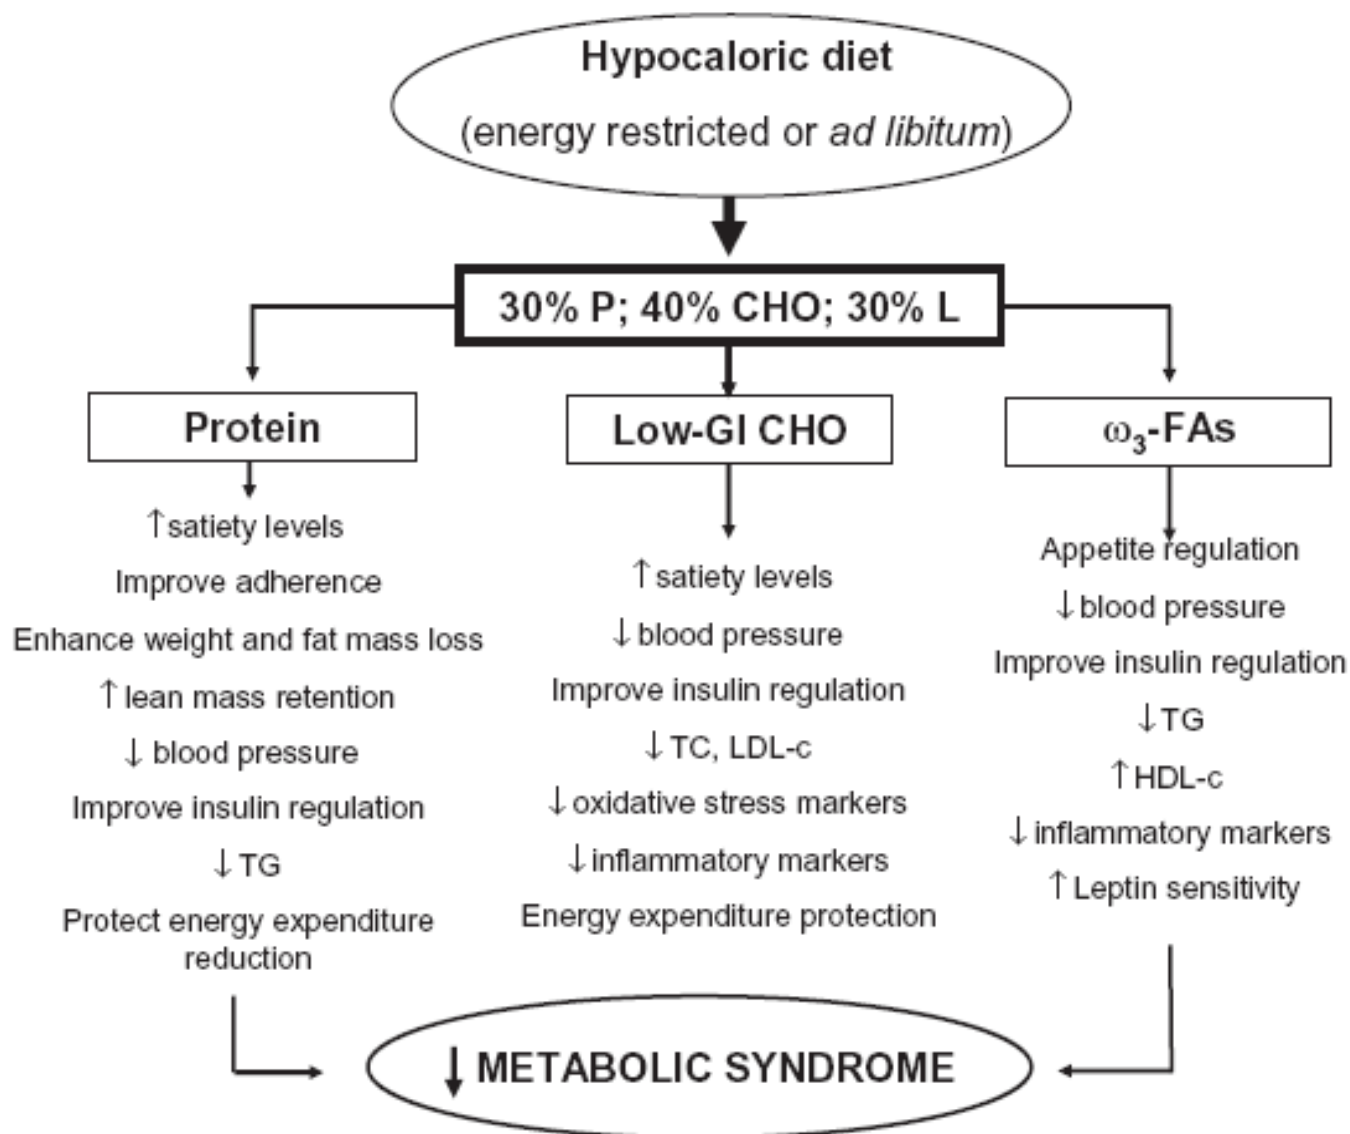 Hypocaloric diet
(energy restricted or ad libitum)
30% P; 40% CHO; 30% L
Protein
↑satiety levels
Improve adherence
Enhance weight and fat mass loss
↑ lean mass retention
↓ blood pressure
Improve insulin regulation
↓ TG
Protect energy expenditure
reduction
Low-GI CHO
↑ satiety levels
↓ blood pressure
Improve insulin regulation
↓ TC, LDL-c
↓ oxidative stress markers
↓ inflammatory markers
Energy expenditure protection
ω₃-FAs
Appetite regulation
↓ blood pressure
Improve insulin regulation
↓ TG
↑ HDL-c
↓ inflammatory markers
↑ Leptin sensitivity
↓ METABOLIC SYNDROME